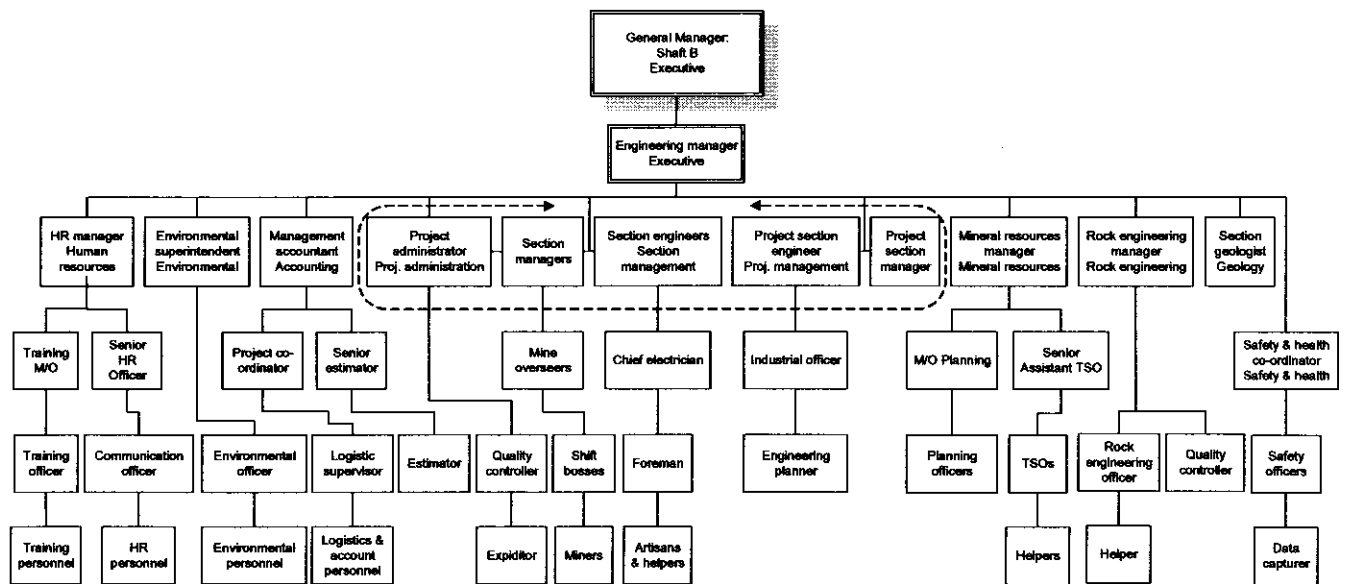 General Manager:
Shaft B
Executive
Engineering manager
Executive
HR manager
Human
resources
Environmental
superintendent
Environmental
Management
accountant
Accounting
Project
administrator
Proj. administration
Section
managers
Section engineers
Section
management
Project section
engineer
Proj. management
Project
section
manager
Mineral resources
manager
Mineral resources
Rock engineering
manager
Rock engineering
Section
geologist
Geology
Training
M/O
Senior
HR
Officer
Project co-
ordinator
Senior
estimator
Mine
overseers
Chief electrician
Industrial officer
M/O Planning
Senior
Assistant TSO
Safety & health
co-ordinator
Safety & health
Training
officer
Communication
officer
Environmental
officer
Logistic
supervisor
Estimator
Quality
controller
Shift
bosses
Foreman
Engineering
planner
Planning
officers
TSOs
Rock
engineering
officer
Quality
controller
Safety
officers
Training
personnel
HR
personnel
Environmental
personnel
Logistics &
account
personnel
Expiditor
Miners
Artisans
& helpers
Helpers
Helper
Data
capturer